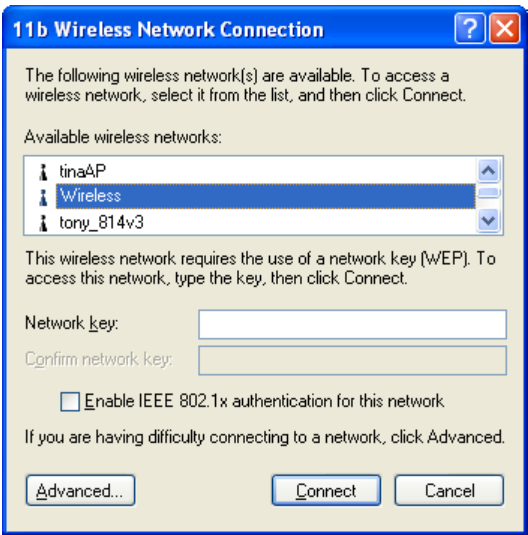 11b Wireless Network Connection
The following wireless network(s) are available. To access a
wireless network, select it from the list, and then click Connect.
Available wireless networks:
tinaAP
Wireless
tony_814v3
This wireless network requires the use of a network key (WEP). To
access this network, type the key, then click Connect.
Network key:
Confirm network key:
Enable IEEE 802.1x authentication for this network
If you are having difficulty connecting to a network, click Advanced.
Advanced... Connect Cancel